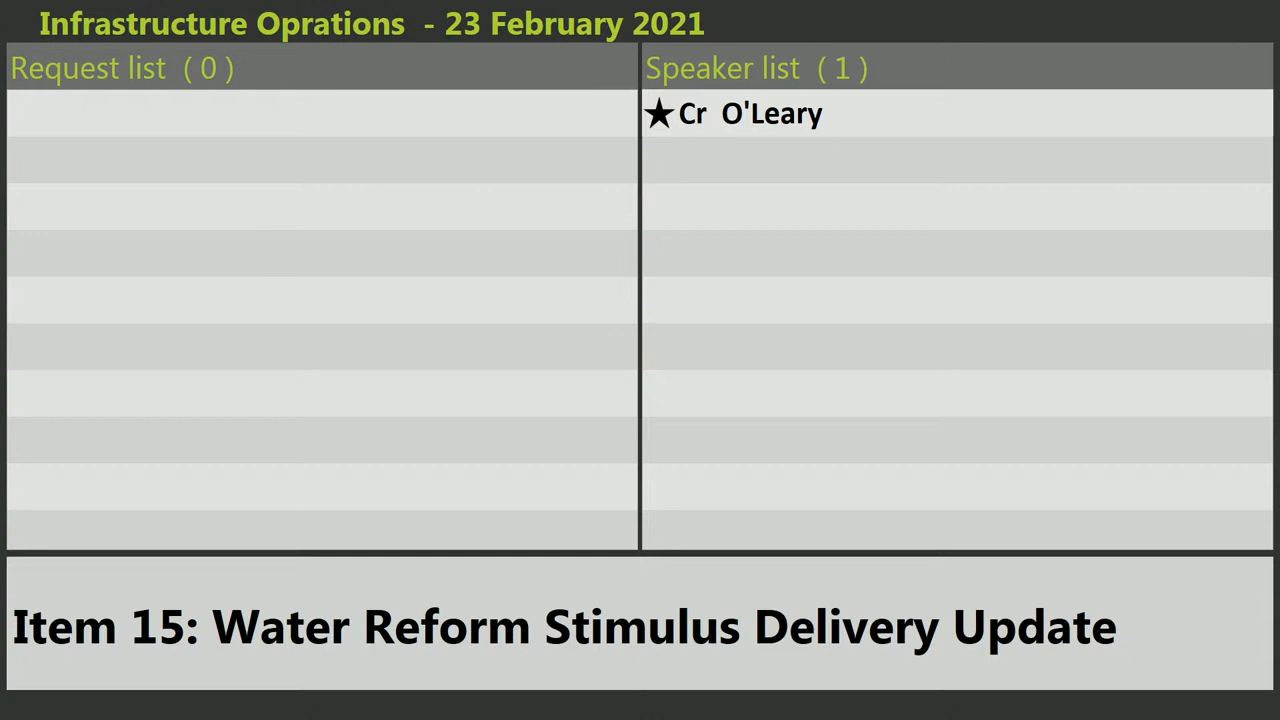 Infrastructure Oprations - 23 February 2021
Request list ( 0 )
Speaker list ( 1 )
★Cr O'Leary
Item 15: Water Reform Stimulus Delivery Update